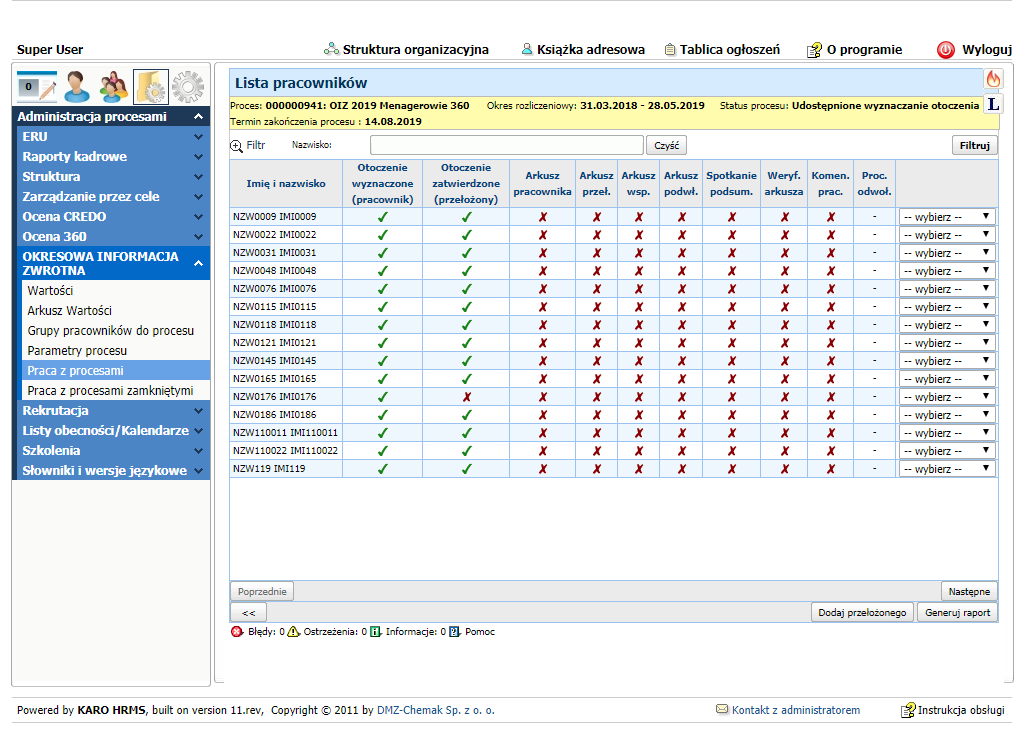 Super User
Struktura organizacyjna Książka adresowa Tablica ogłoszeń O programie Wyloguj
0
Administracja procesami
ERU
Raporty kadrowe
Struktura
Zarządzanie przez cele
Ocena CREDO
Ocena 360
OKRESOWA INFORMACJA
ZWROTNA
Wartości
Arkusz Wartości
Grupy pracowników do procesu
Parametry procesu
Praca z procesami
Praca z procesami zamkniętymi
Rekrutacja
Listy obecności/Kalendarze
Szkolenia
Słowniki i wersje językowe
Lista pracowników
Proces: 000000941: OIZ 2019 Menagerowie 360 Okres rozliczeniowy: 31.03.2018 - 28.05.2019 Status procesu: Udostępnione wyznaczanie otoczenia
L
Termin zakończenia procesu : 14.08.2019
Filtr Nazwisko: Czyść Filtruj
Imię i nazwisko Otoczenie wyznaczone (pracownik) Otoczenie zatwierdzone (przełożony) Arkusz pracownika Arkusz przeł. Arkusz wsp. Arkusz podwł. Spotkanie podsum. Weryf. arkusza Komen. prac. Proc. odwoł.
NZW0009 IMI0009 ✓ ✓ ✗ ✗ ✗ ✗ ✗ ✗ ✗ - -- wybierz --
NZW0022 IMI0022 ✓ ✓ ✗ ✗ ✗ ✗ ✗ ✗ ✗ - -- wybierz --
NZW0031 IMI0031 ✓ ✓ ✗ ✗ ✗ ✗ ✗ ✗ ✗ - -- wybierz --
NZW0048 IMI0048 ✓ ✓ ✗ ✗ ✗ ✗ ✗ ✗ ✗ - -- wybierz --
NZW0076 IMI0076 ✓ ✓ ✗ ✗ ✗ ✗ ✗ ✗ ✗ - -- wybierz --
NZW0115 IMI0115 ✓ ✓ ✗ ✗ ✗ ✗ ✗ ✗ ✗ - -- wybierz --
NZW0118 IMI0118 ✓ ✓ ✗ ✗ ✗ ✗ ✗ ✗ ✗ - -- wybierz --
NZW0121 IMI0121 ✓ ✓ ✗ ✗ ✗ ✗ ✗ ✗ ✗ - -- wybierz --
NZW0145 IMI0145 ✓ ✓ ✗ ✗ ✗ ✗ ✗ ✗ ✗ - -- wybierz --
NZW0165 IMI0165 ✓ ✓ ✗ ✗ ✗ ✗ ✗ ✗ ✗ - -- wybierz --
NZW0176 IMI0176 ✓ ✗ ✗ ✗ ✗ ✗ ✗ ✗ ✗ - -- wybierz --
NZW0186 IMI0186 ✓ ✓ ✗ ✗ ✗ ✗ ✗ ✗ ✗ - -- wybierz --
NZW110011 IMI110011 ✓ ✓ ✗ ✗ ✗ ✗ ✗ ✗ ✗ - -- wybierz --
NZW110022 IMI110022 ✓ ✓ ✗ ✗ ✗ ✗ ✗ ✗ ✗ - -- wybierz --
NZW119 IMI119 ✓ ✓ ✗ ✗ ✗ ✗ ✗ ✗ ✗ - -- wybierz --
Poprzednie Następne
<< Dodaj przełożonego Generuj raport
Błędy: 0 Ostrzeżenia: 0 Informacje: 0 Pomoc
Powered by KARO HRMS, built on version 11.rev, Copyright © 2011 by DMZ-Chemak Sp. z o. o. Kontakt z administratorem Instrukcja obsługi